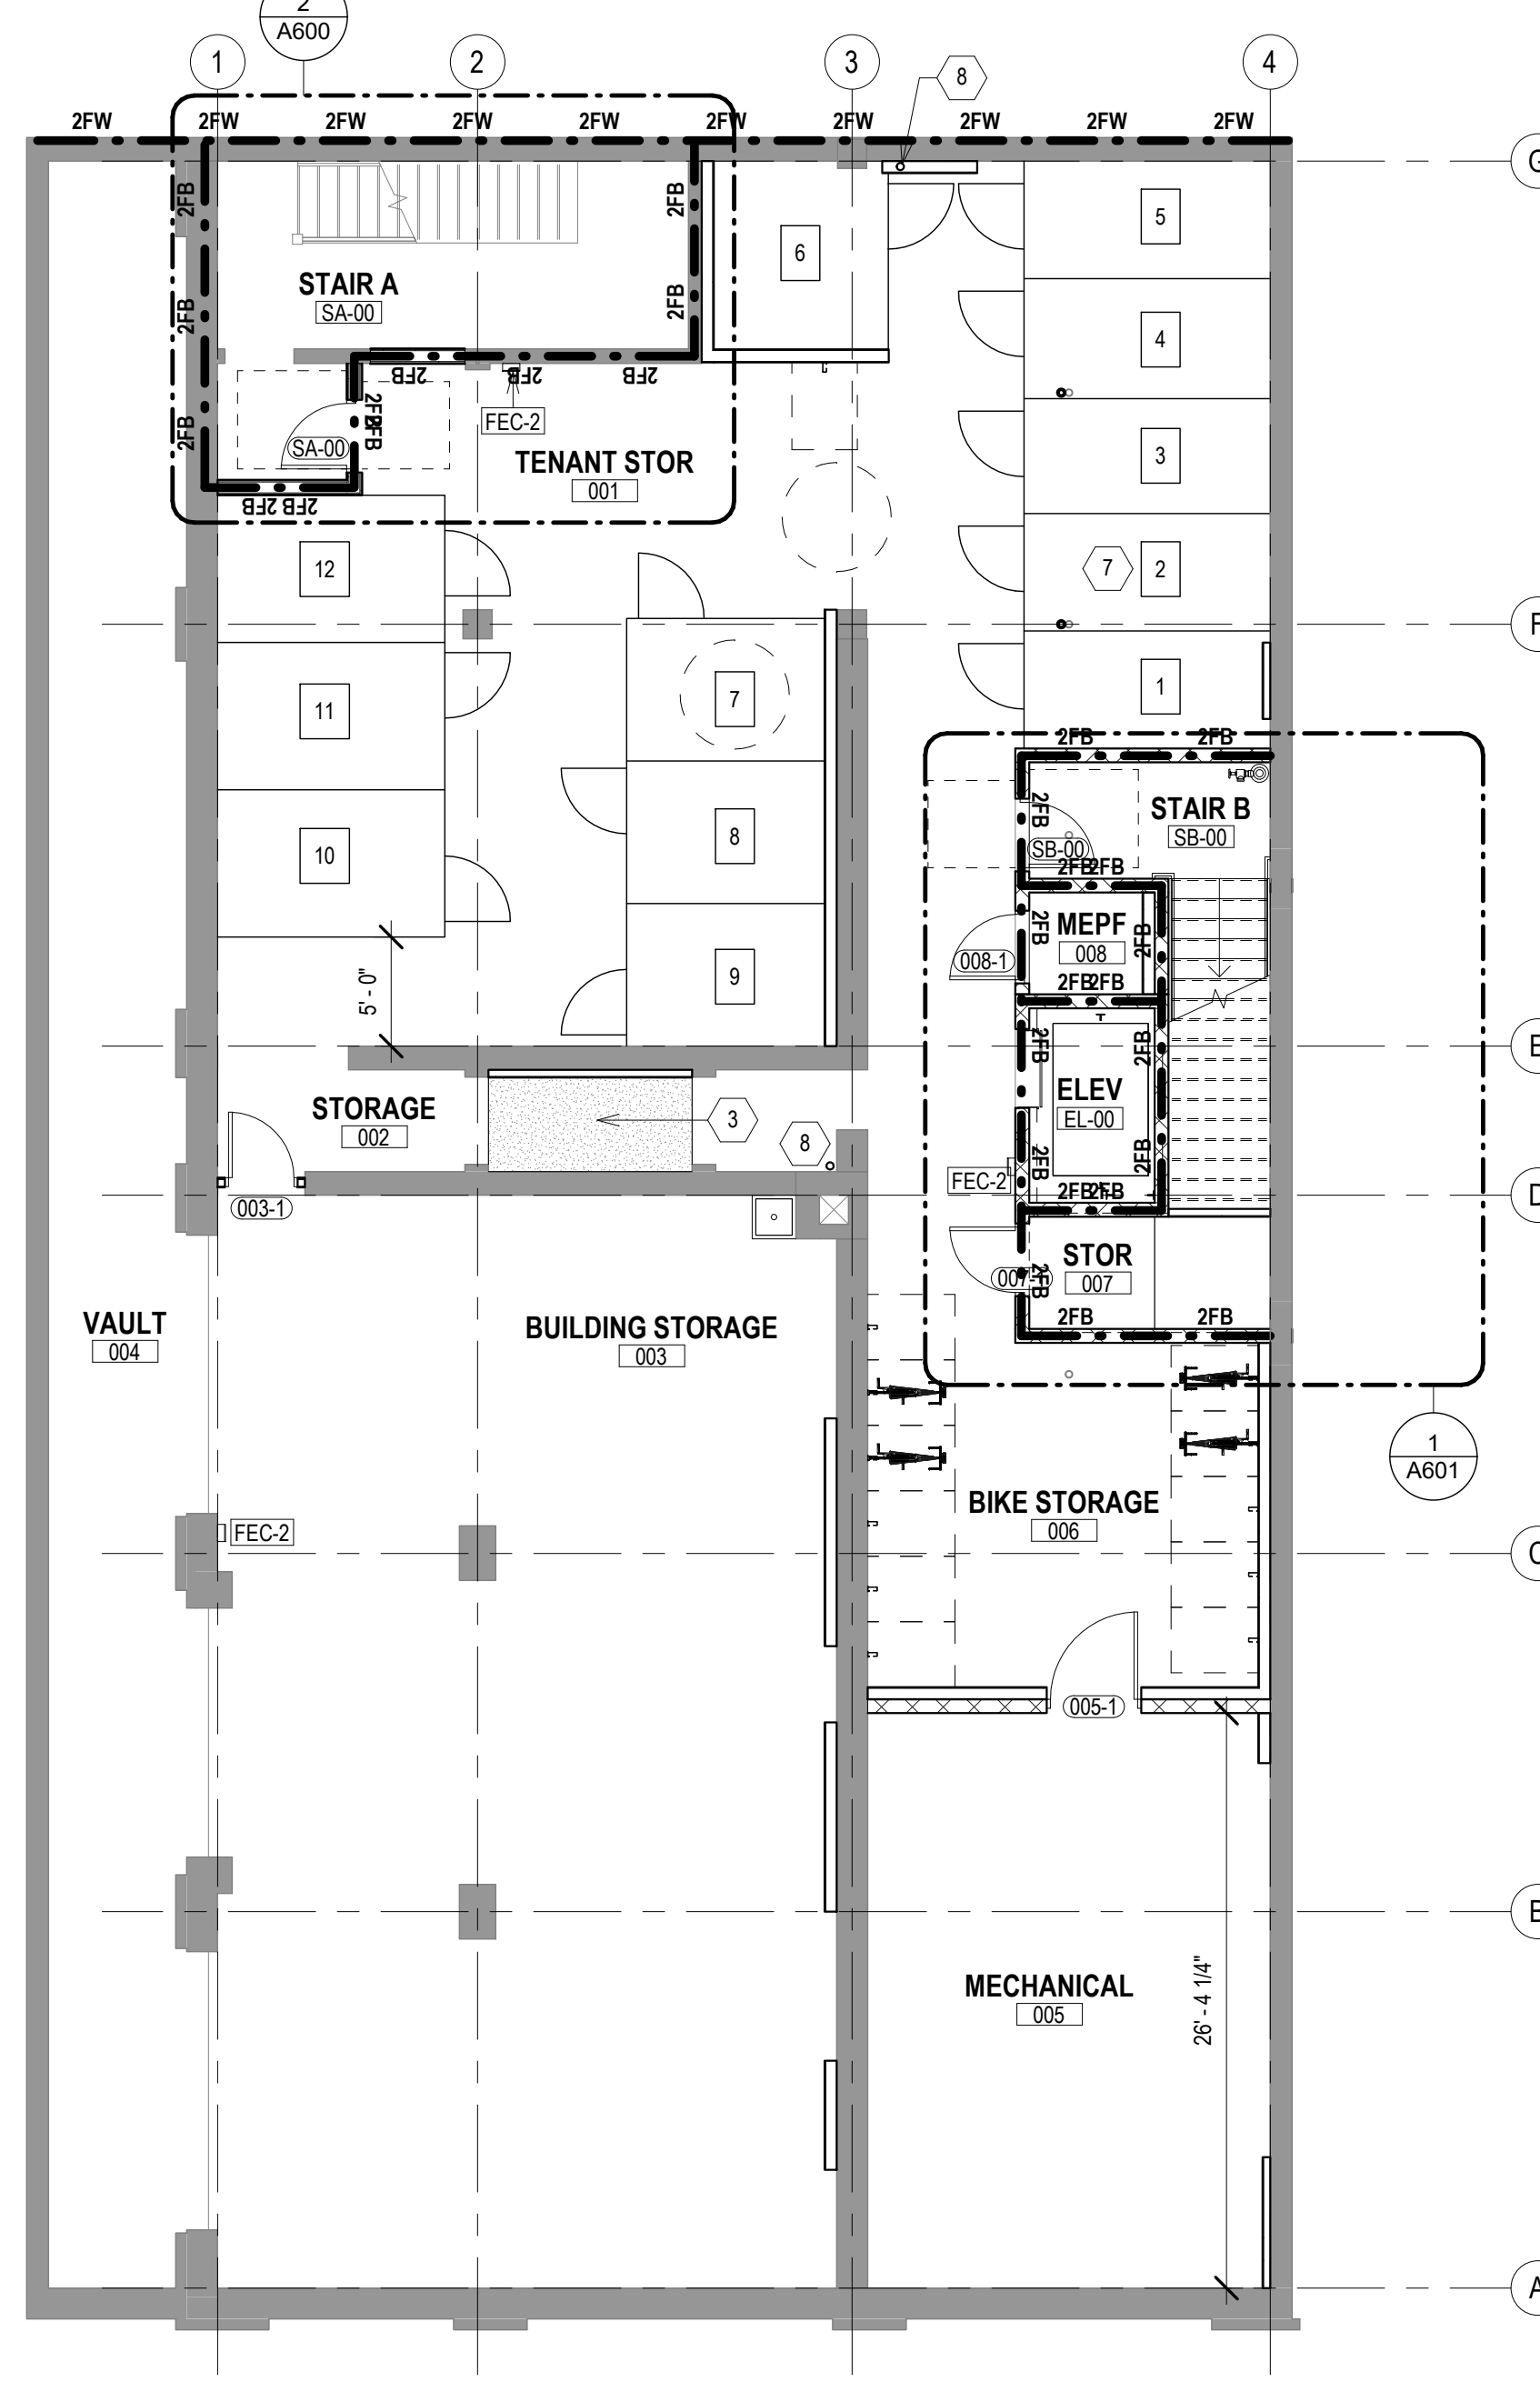 2
A600
1
2
3
8
4
2FW
2FW
2FW
2FW
2FW
2FW
2FW
2FW
2FW
2FW
G
2FB
2FB
5
6
STAIR A
SA-00
2FB
2FB
4
2FB
2FB
2FB
2FB
2FB
FEC-2
2FB
SA-00
3
TENANT STOR
001
2FB
2FB
12
7
2
F
11
7
1
2FB
2FB
2FB
STAIR B
SB-00
SB-00
10
8
2FB
2FB
2FB
MEPF
008
2FB
008-1
9
5' - 0"
2FB
2FB
E
2FB
2FB
ELEV
EL-00
STORAGE
002
3
8
2FB
2FB
FEC-2
2FB
2FB
D
003-1
STOR
007
2FB
2FB
2FB
VAULT
004
BUILDING STORAGE
003
1
A601
BIKE STORAGE
006
FEC-2
C
005-1
B
MECHANICAL
005
26' - 4 1/4"
A